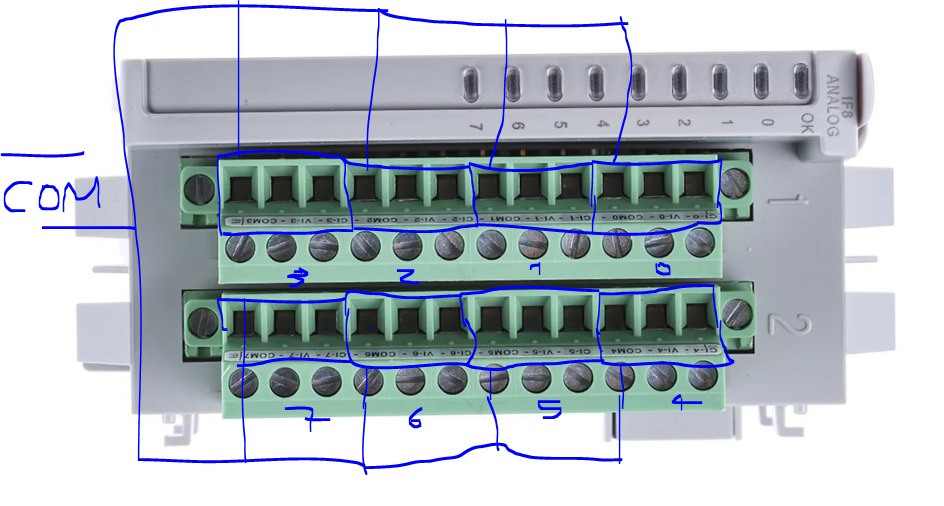 IF8
ANALOG
7 6 5 4 3 2 1 0 OK
COM
COM3 - VI-3 - CI-3 - COM2 - VI-2 - CI-2 - COM1 - VI-1 - CI-1 - COM0 - VI-0 - CI-0
1
3 2 1 0
COM7 - VI-7 - CI-7 - COM6 - VI-6 - CI-6 - COM5 - VI-5 - CI-5 - COM4 - VI-4 - CI-4
2
7 6 5 4